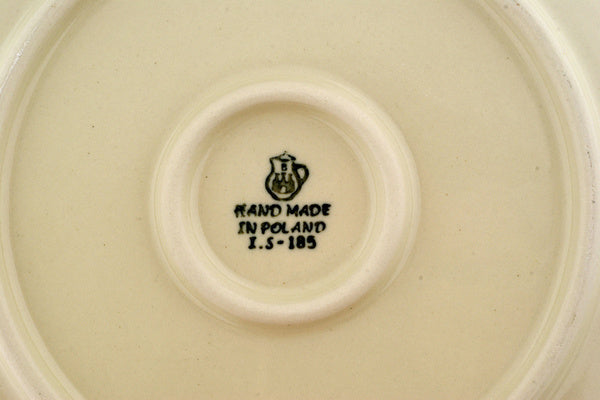 B
HAND MADE
IN POLAND
I.S-185